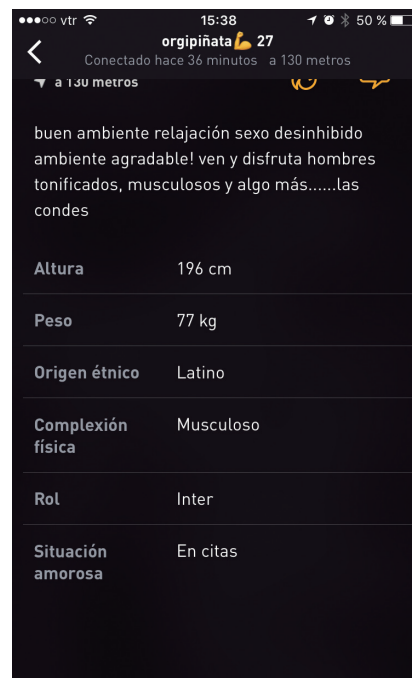 vtr 15:38 50 %
orgipiñata💪 27
Conectado hace 36 minutos a 130 metros
a 130 metros
buen ambiente relajación sexo desinhibido
ambiente agradable! ven y disfruta hombres
tonificados, musculosos y algo más......las
condes
Altura 196 cm
Peso 77 kg
Origen étnico Latino
Complexión Musculoso
física
Rol Inter
Situación En citas
amorosa